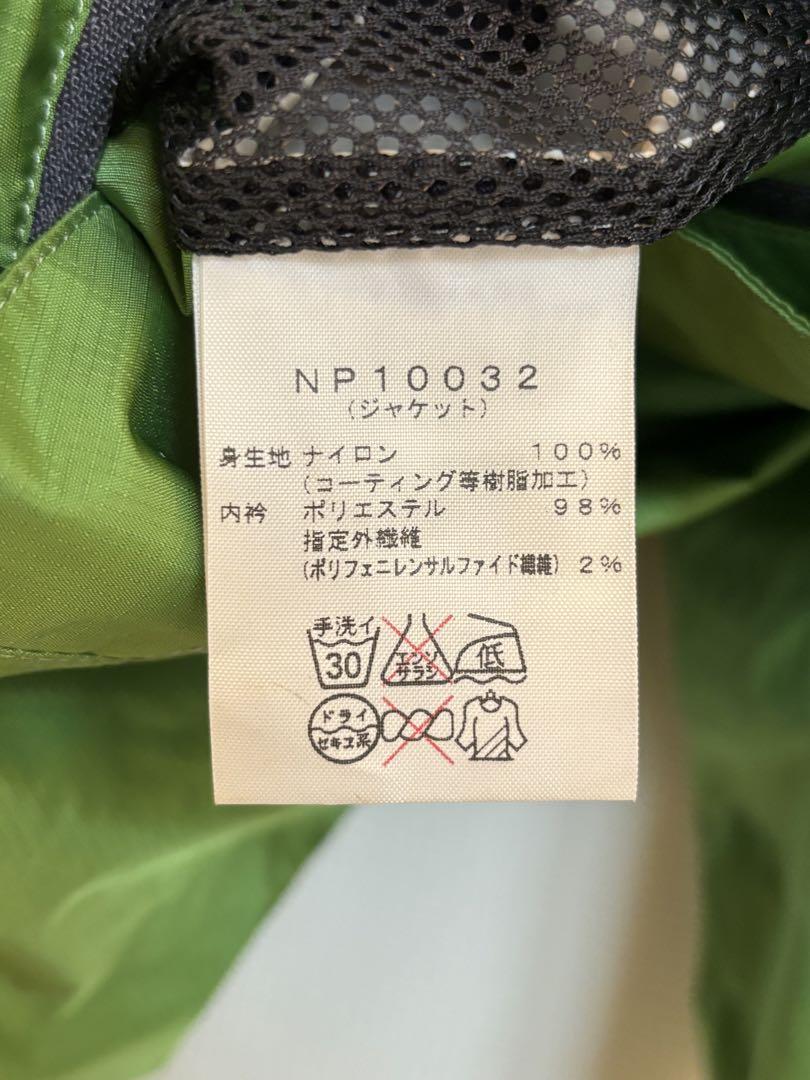 NP10032
(ジャケット)
身生地 ナイロン 100%
(コーティング等樹脂加工)
内衿 ポリエステル 98%
指定外繊維
(ポリフェニレンサルファイド繊維) 2%
手洗イ
30
エンソ
サラシ
低
ドライ
セキユ系